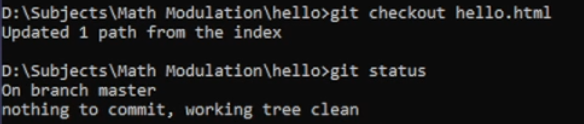 D:\Subjects\Math Modulation\hello>git checkout hello.html
Updated 1 path from the index
D:\Subjects\Math Modulation\hello>git status
On branch master
nothing to commit, working tree clean